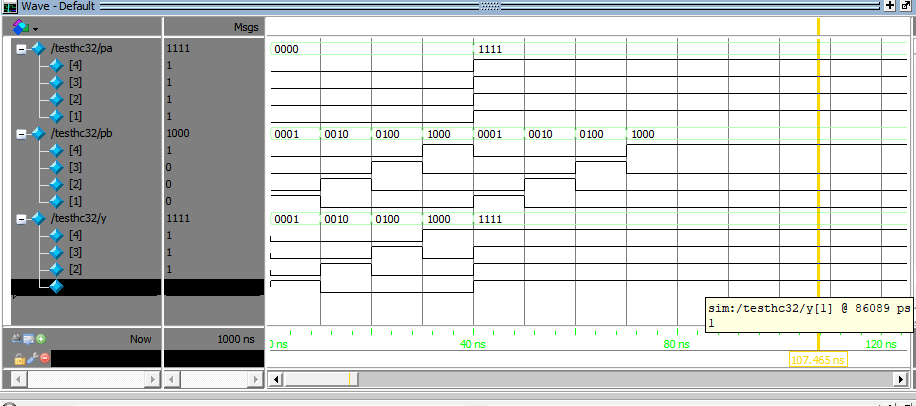 Wave - Default
Msgs
/testhc32/pa 1111 0000 1111
[4] 1
[3] 1
[2] 1
[1] 1
/testhc32/pb 1000 0001 0010 0100 1000 0001 0010 0100 1000
[4] 1
[3] 0
[2] 0
[1] 0
/testhc32/y 1111 0001 0010 0100 1000 1111
[4] 1
[3] 1
[2] 1
sim:/testhc32/y[1] @ 86089 ps
1
Now 1000 ns 0 ns 40 ns 80 ns 120 ns
107.465 ns